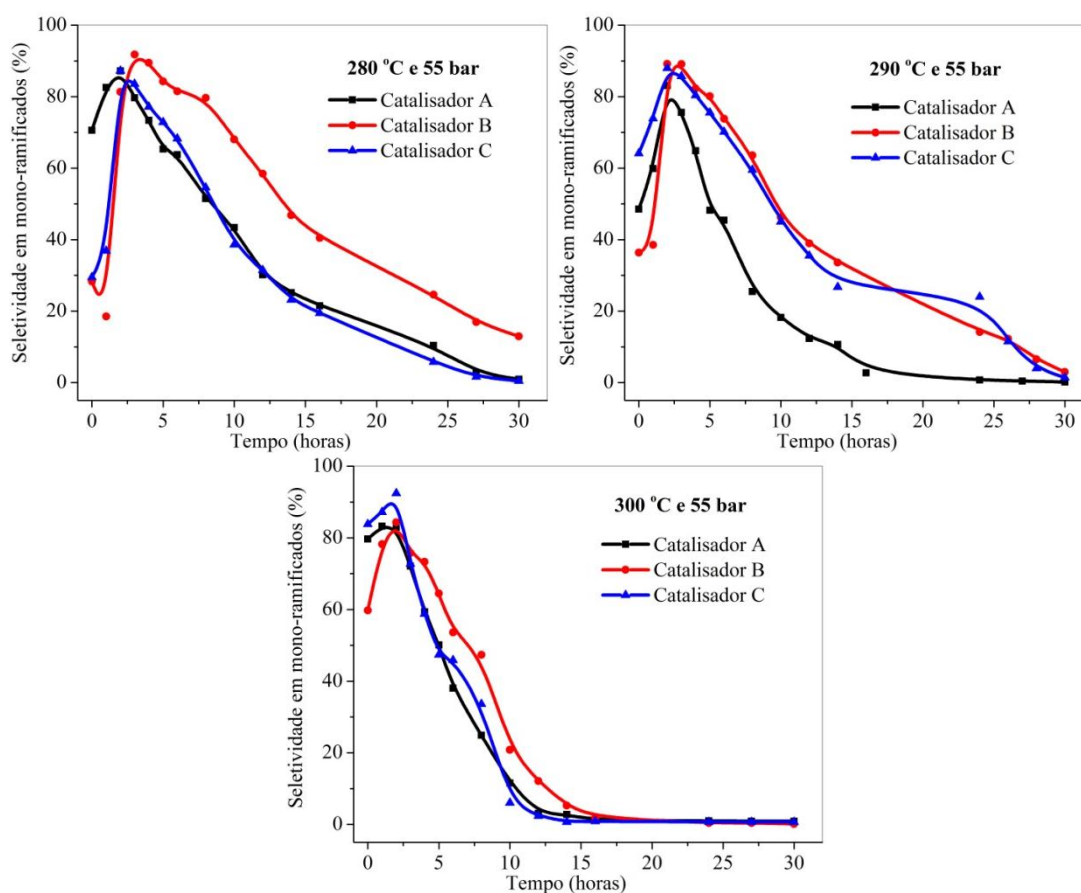 Seletividade em mono-ramificados (%)
100
80
60
40
20
0
280 °C e 55 bar
Catalisador A
Catalisador B
Catalisador C
0 5 10 15 20 25 30
Tempo (horas)
Seletividade em mono-ramificados (%)
100
80
60
40
20
0
290 °C e 55 bar
Catalisador A
Catalisador B
Catalisador C
0 5 10 15 20 25 30
Tempo (horas)
Seletividade em mono-ramificados (%)
100
80
60
40
20
0
300 °C e 55 bar
Catalisador A
Catalisador B
Catalisador C
0 5 10 15 20 25 30
Tempo (horas)